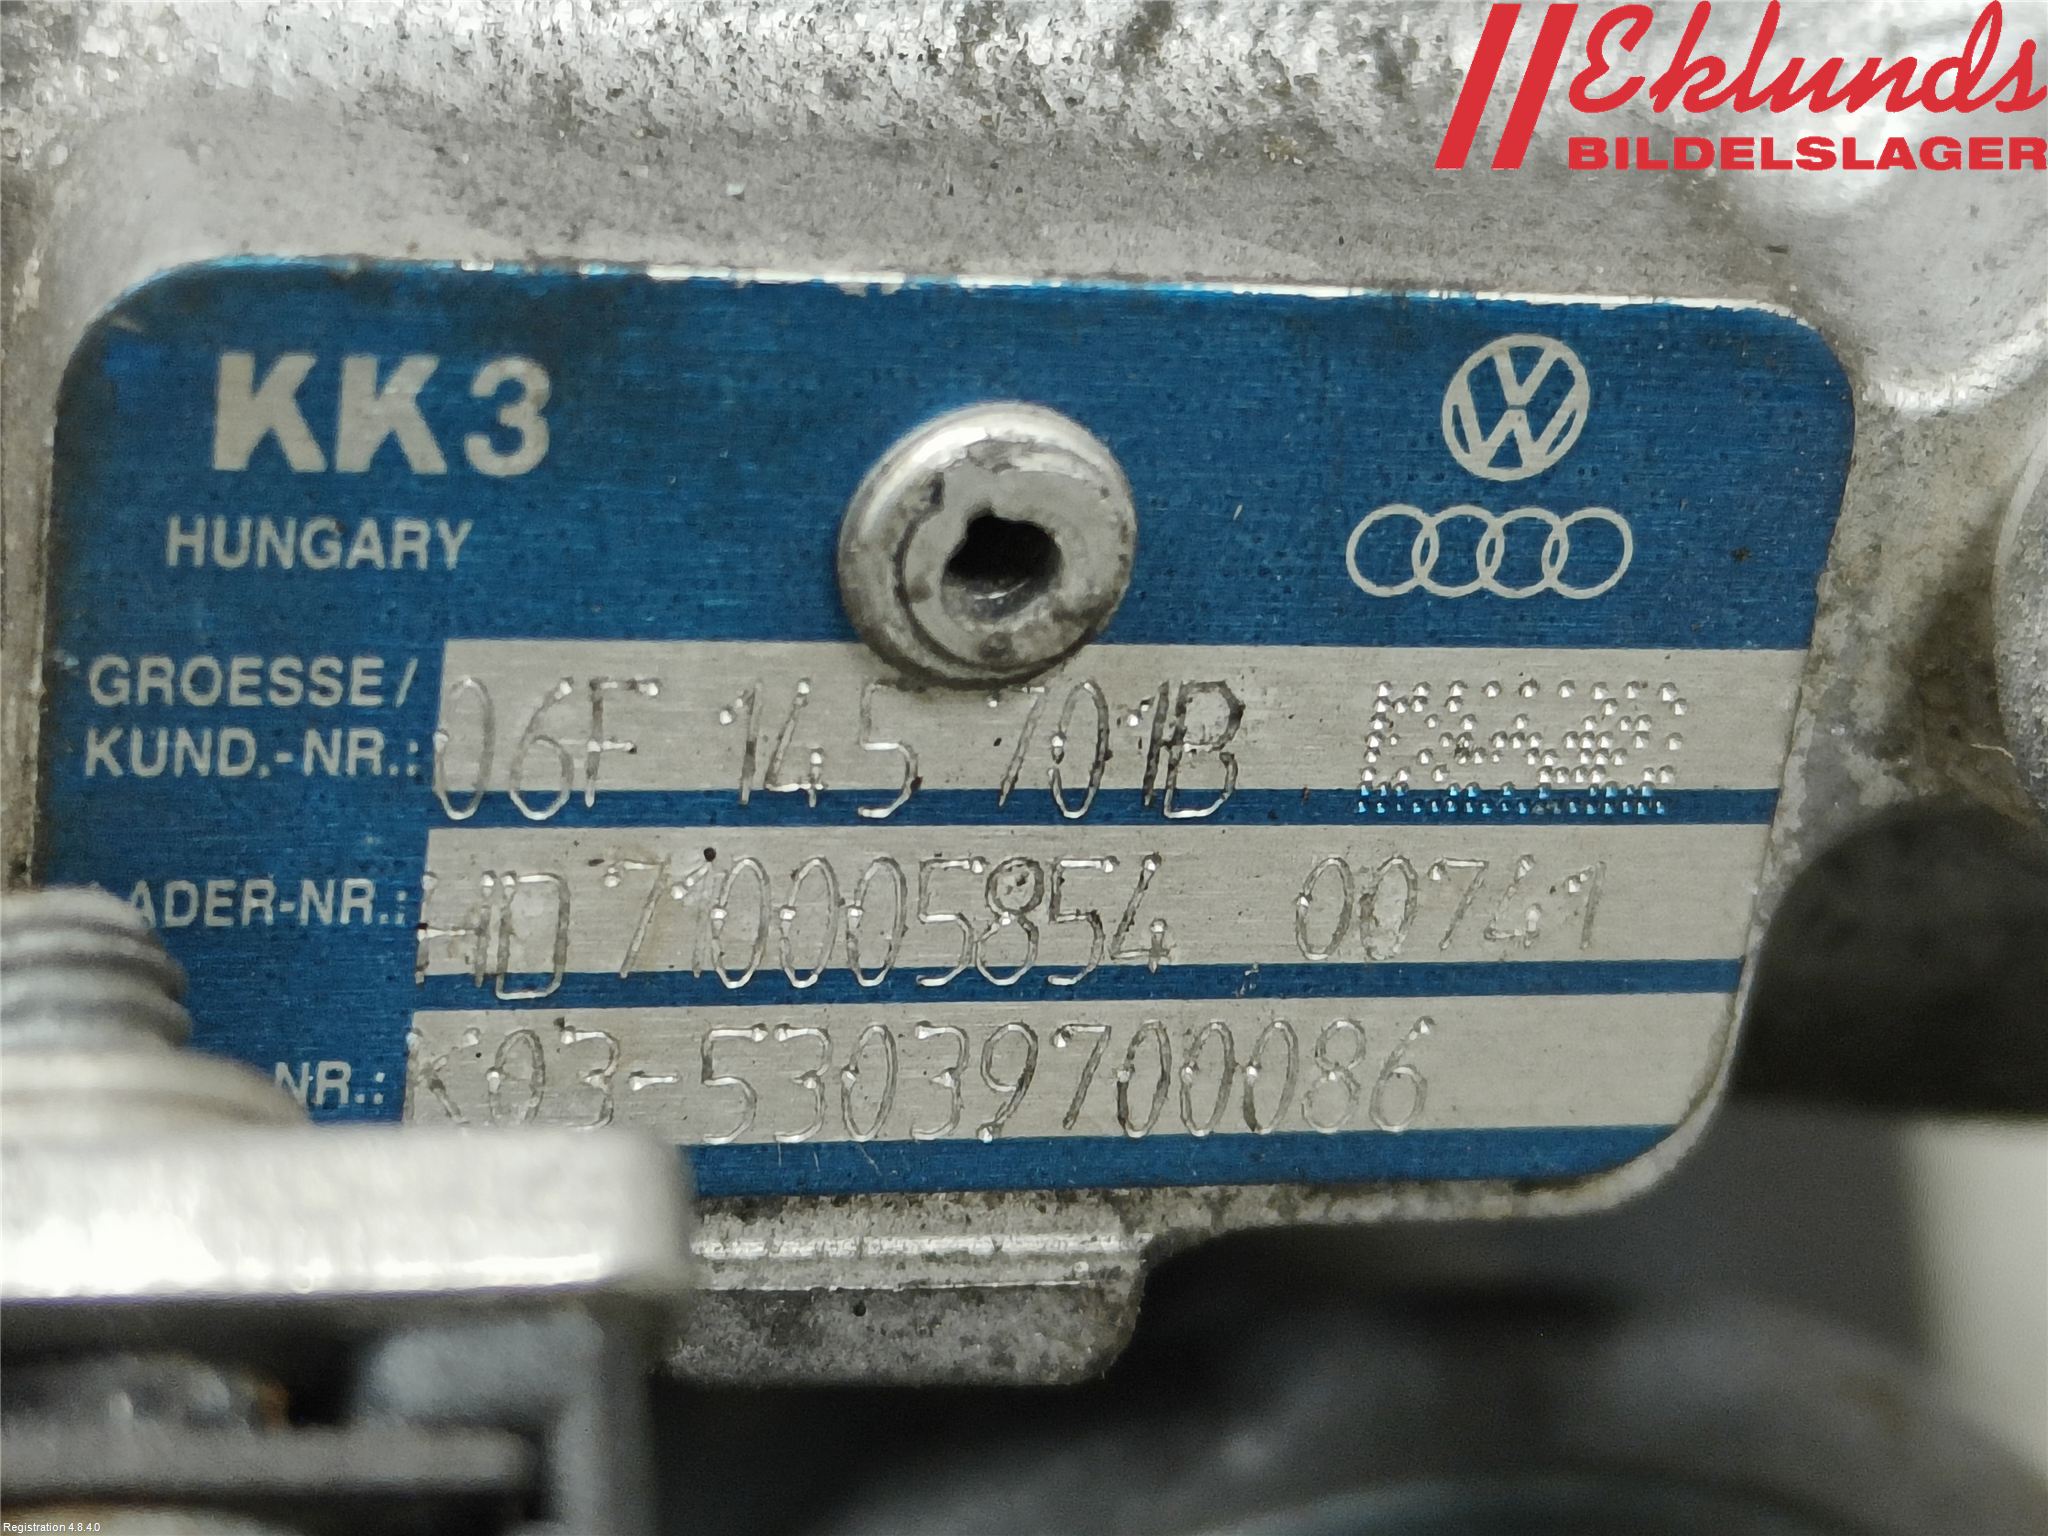 Eklunds
BILDELSLAGER
KK3
HUNGARY
GROESSE/
KUND.-NR.: 06F 145 701B
ADER-NR.: HD 710005854 00741
NR.: K03-53039700086
Registration 4.8.4.0